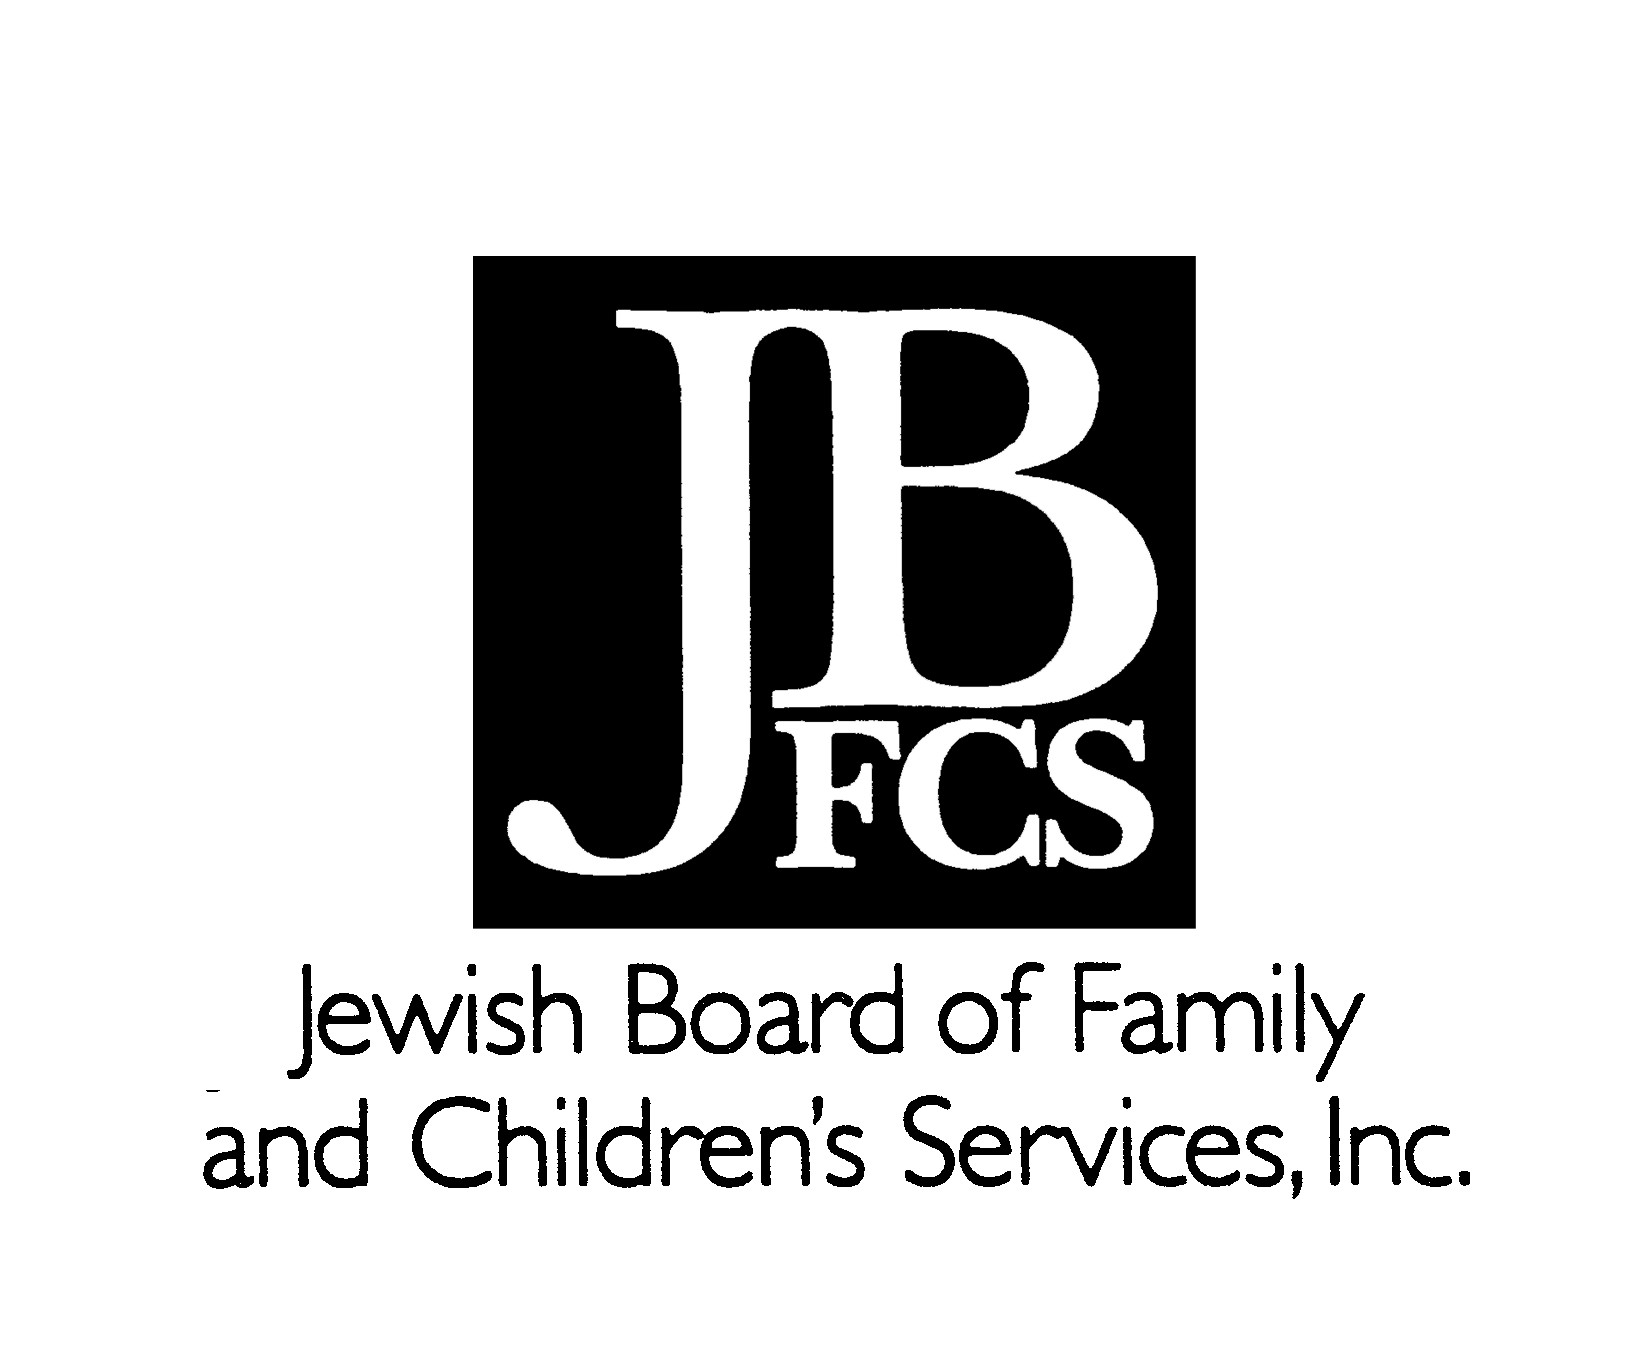 JB
FCS
Jewish Board of Family
and Children's Services, Inc.